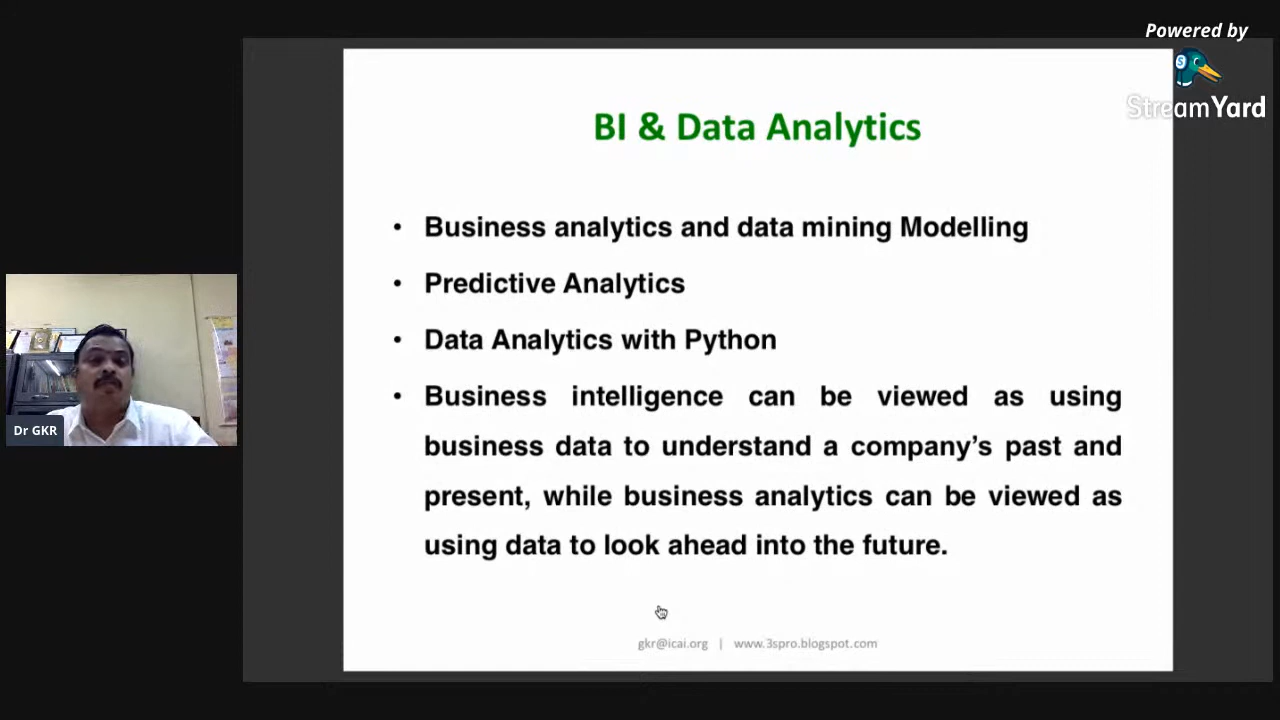 Powered by
StreamYard
BI & Data Analytics
• Business analytics and data mining Modelling
• Predictive Analytics
• Data Analytics with Python
• Business intelligence can be viewed as using
business data to understand a company’s past and
present, while business analytics can be viewed as
using data to look ahead into the future.
Dr GKR
gkr@icai.org | www.3spro.blogspot.com